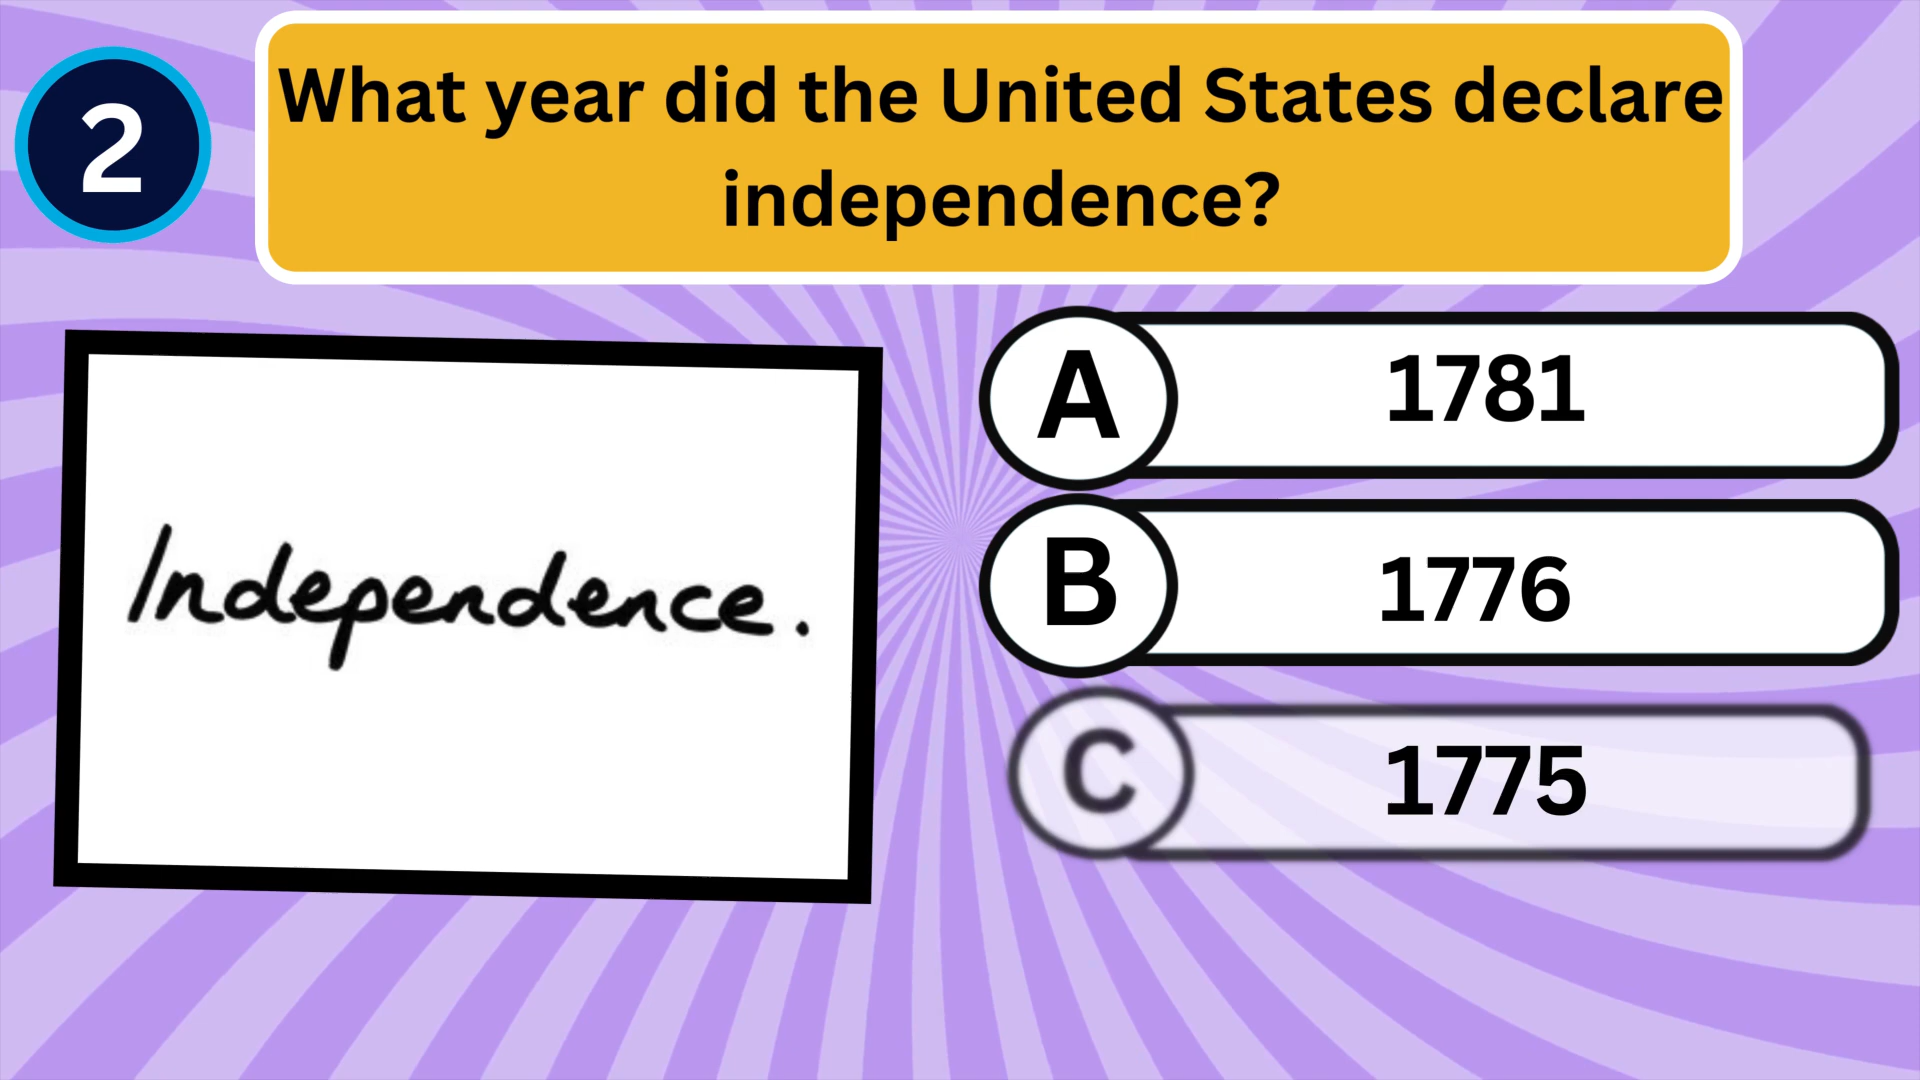 2
What year did the United States declare
independence?
Independence.
A 1781
B 1776
C 1775